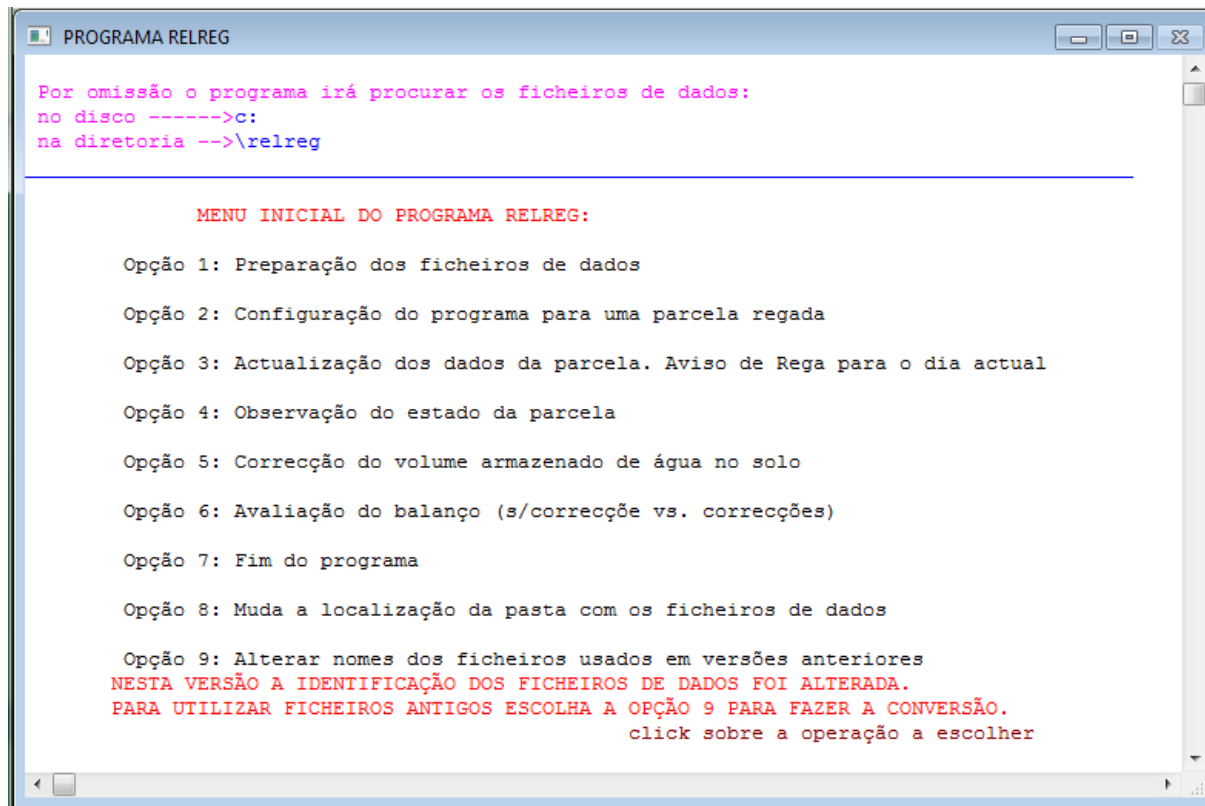 PROGRAMA RELREG
Por omissão o programa irá procurar os ficheiros de dados:
no disco ------>c:
na diretoria -->\relreg
MENU INICIAL DO PROGRAMA RELREG:
Opção 1: Preparação dos ficheiros de dados
Opção 2: Configuração do programa para uma parcela regada
Opção 3: Actualização dos dados da parcela. Aviso de Rega para o dia actual
Opção 4: Observação do estado da parcela
Opção 5: Correcção do volume armazenado de água no solo
Opção 6: Avaliação do balanço (s/correcçõe vs. correcções)
Opção 7: Fim do programa
Opção 8: Muda a localização da pasta com os ficheiros de dados
Opção 9: Alterar nomes dos ficheiros usados em versões anteriores
NESTA VERSÃO A IDENTIFICAÇÃO DOS FICHEIROS DE DADOS FOI ALTERADA.
PARA UTILIZAR FICHEIROS ANTIGOS ESCOLHA A OPÇÃO 9 PARA FAZER A CONVERSÃO.
click sobre a operação a escolher